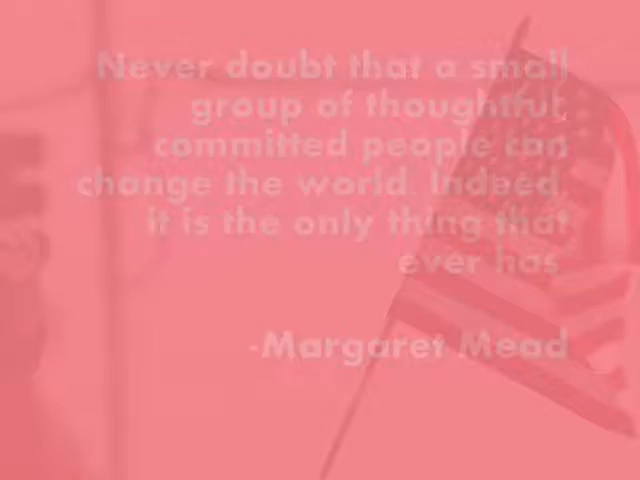 Never doubt that a small
group of thoughtful,
committed people can
change the world. Indeed,
it is the only thing that
ever has.
-Margaret Mead